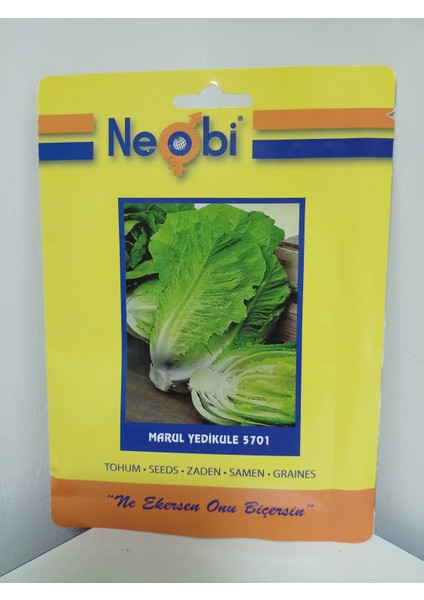 Neobi®
MARUL YEDİKULE 5701
TOHUM • SEEDS • ZADEN • SAMEN • GRAINES
"Ne Ekersen Onu Biçersin"